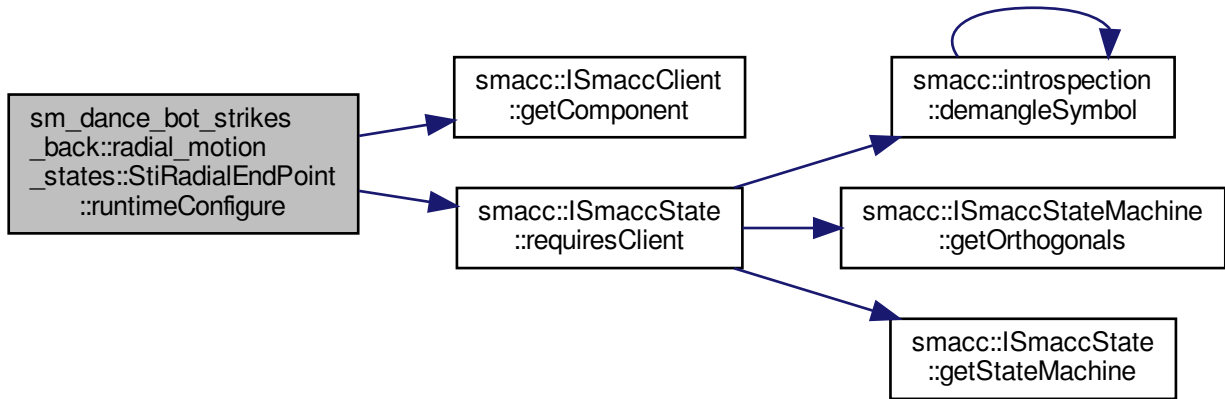 sm_dance_bot_strikes
_back::radial_motion
_states::StiRadialEndPoint
::runtimeConfigure
smacc::ISmaccClient
::getComponent
smacc::ISmaccState
::requiresClient
smacc::introspection
::demangleSymbol
smacc::ISmaccStateMachine
::getOrthogonals
smacc::ISmaccState
::getStateMachine